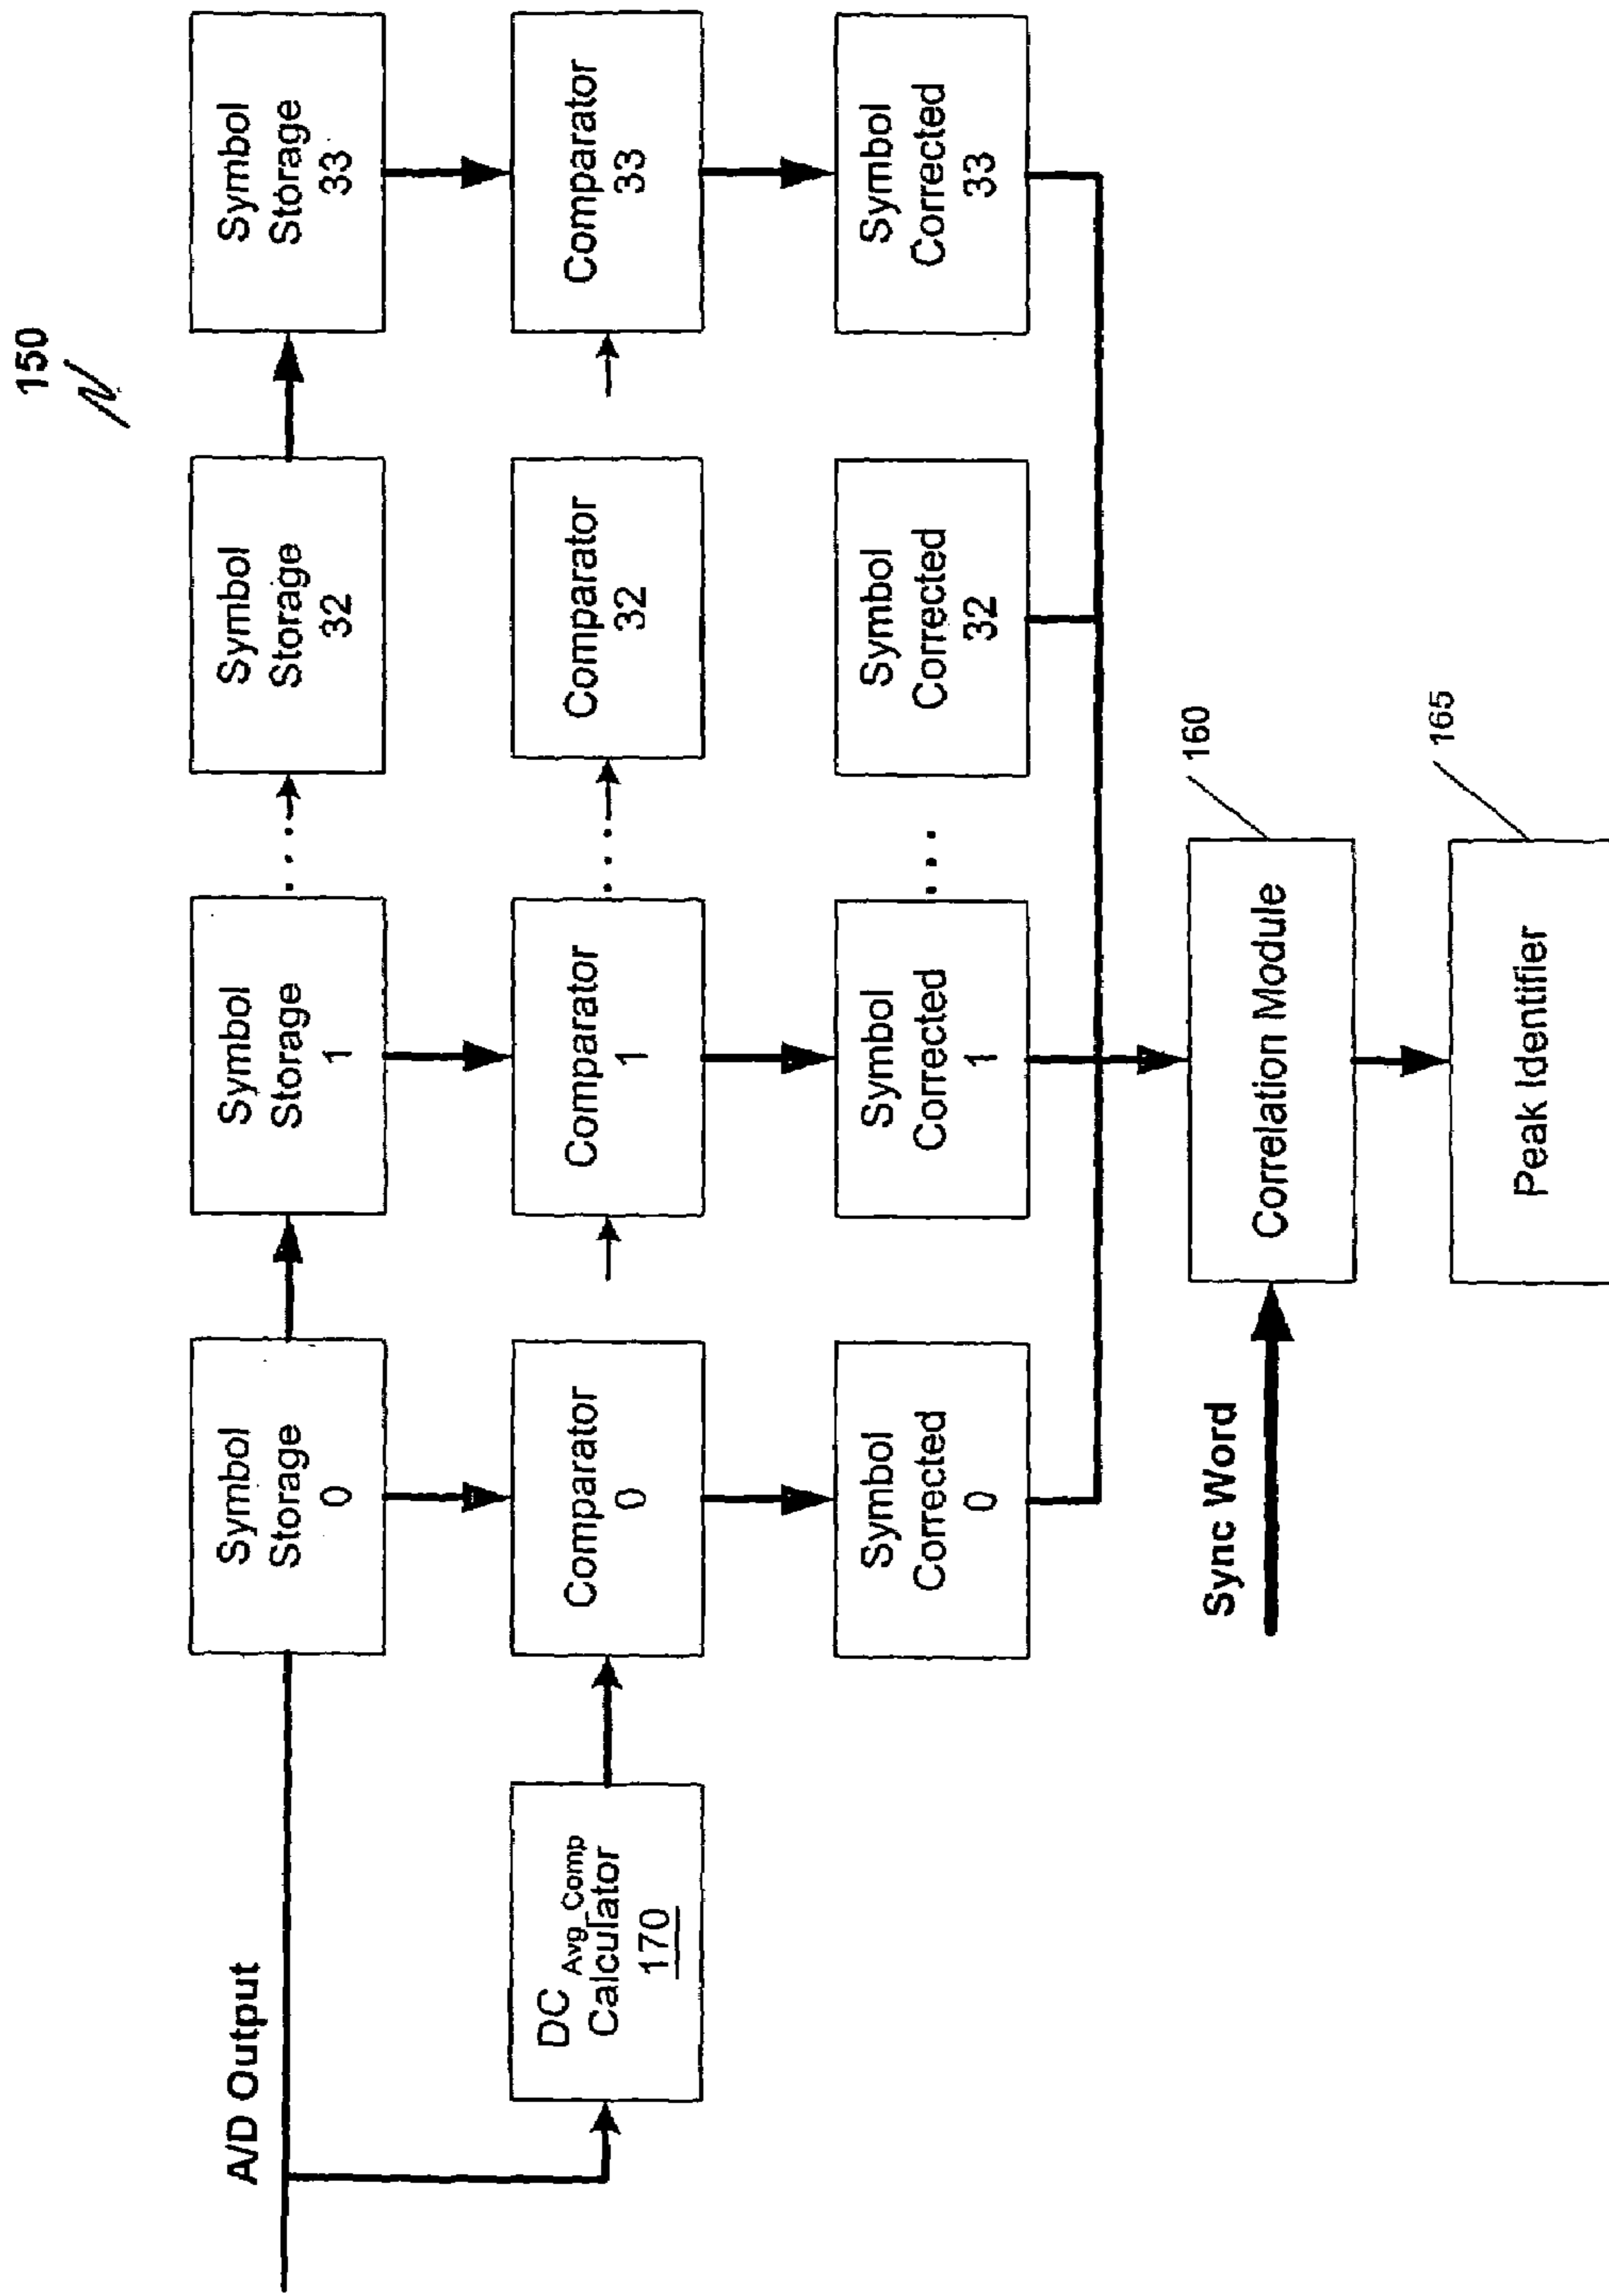 150
A/D Output
Symbol
Storage
0
Symbol
Storage
1
. . .
Symbol
Storage
32
Symbol
Storage
33
DC Avg_Comp
Calculator
170
Comparator
0
Comparator
1
. . .
Comparator
32
Comparator
33
Symbol
Corrected
0
Symbol
Corrected
1
. . .
Symbol
Corrected
32
Symbol
Corrected
33
Sync Word
Correlation Module
160
Peak Identifier
165